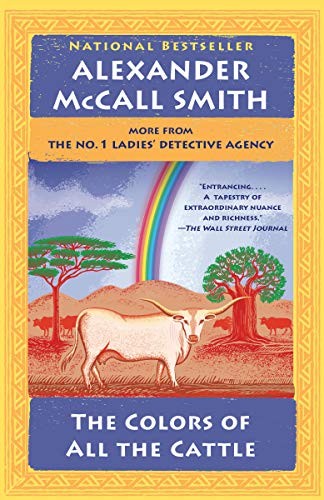 NATIONAL BESTSELLER
ALEXANDER
MCCALL SMITH
MORE FROM
THE NO. 1 LADIES' DETECTIVE AGENCY
"ENTRANCING. . . .
A TAPESTRY OF
EXTRAORDINARY NUANCE
AND RICHNESS."
—THE WALL STREET JOURNAL
THE COLORS OF
ALL THE CATTLE